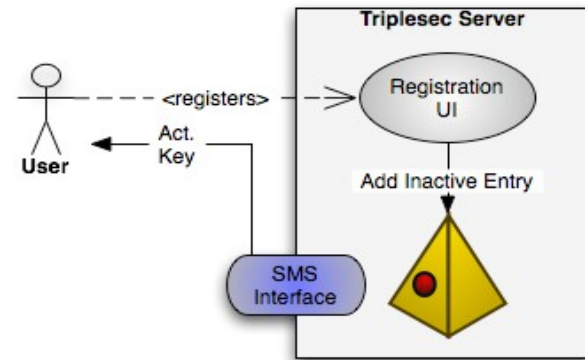 Triplesec Server
<registers>
Registration
UI
User
Act.
Key
Add Inactive Entry
SMS
Interface